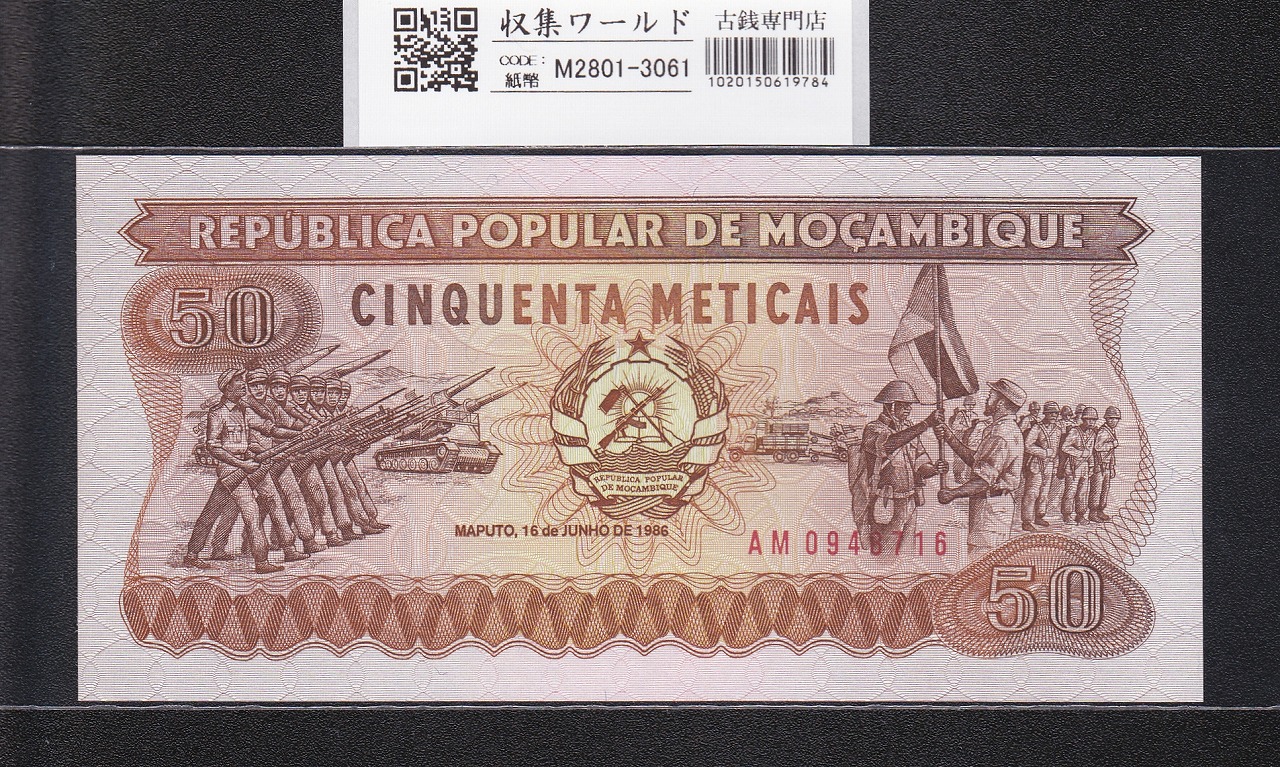 収集ワールド
古銭専門店
CODE:
紙幣
M2801-3061
1020150619784
REPÚBLICA POPULAR DE MOÇAMBIQUE
50
CINQUENTA METICAIS
REPÚBLICA POPULAR
DE MOÇAMBIQUE
MAPUTO, 16 de JUNHO DE 1986
AM 0948716
50